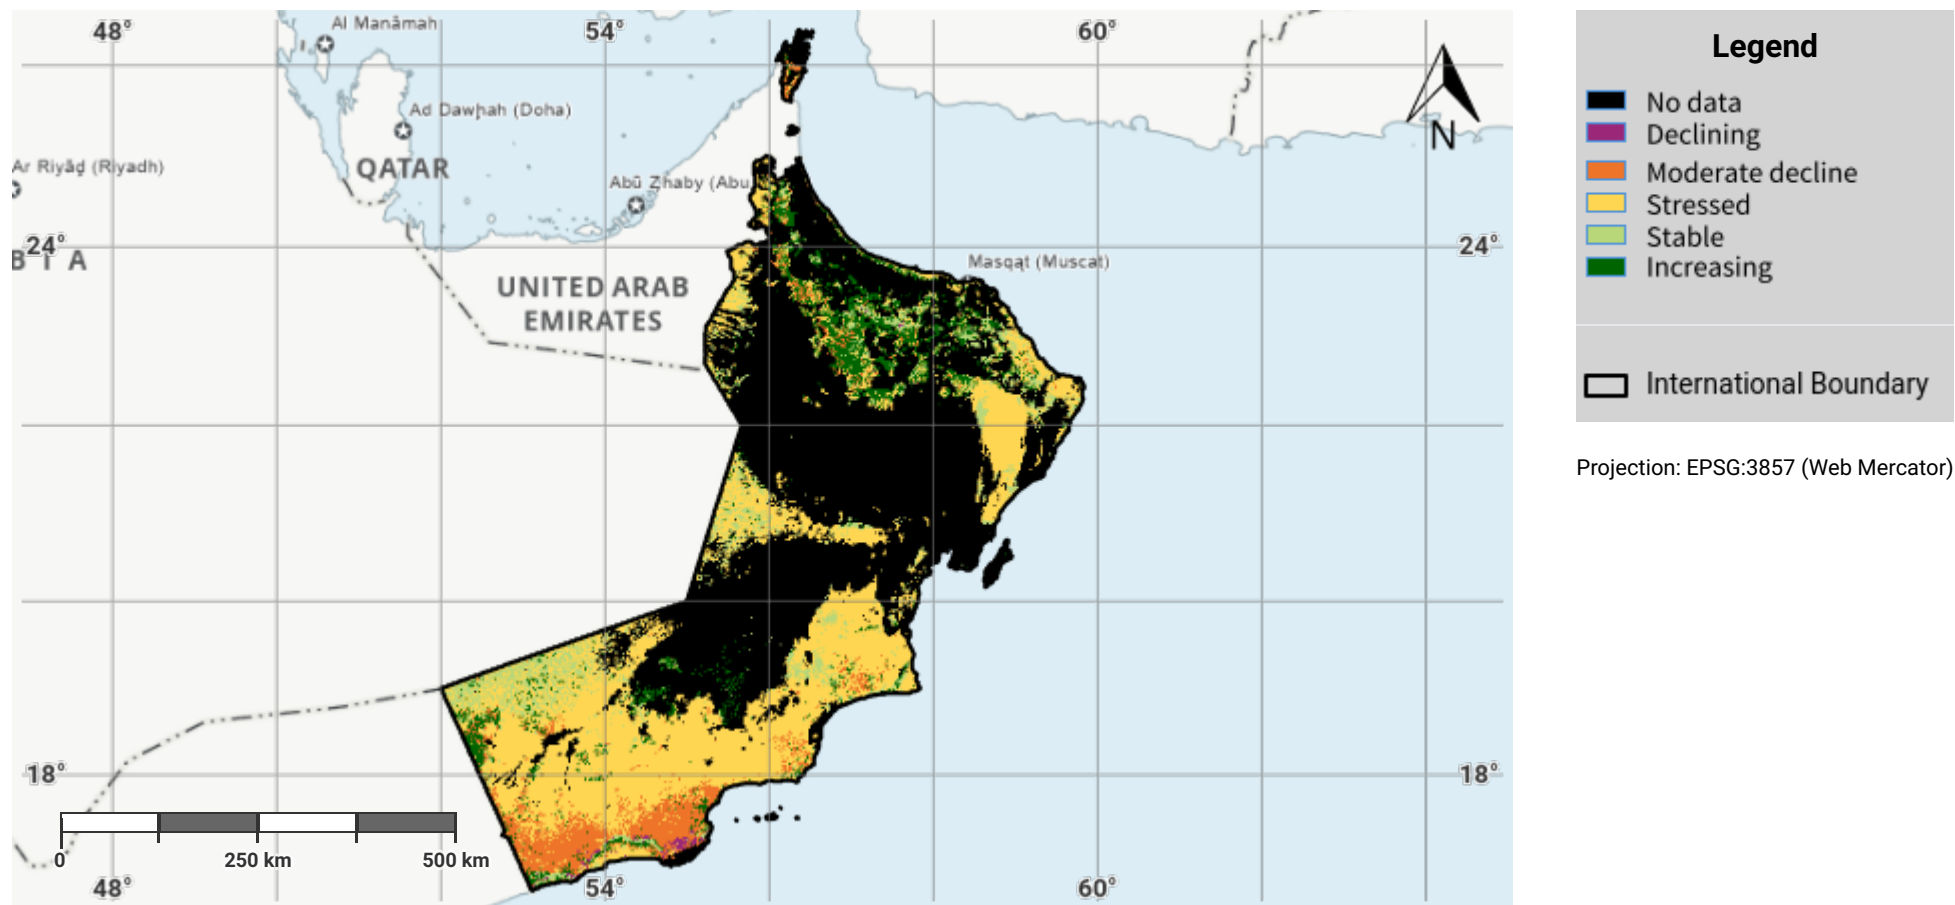 48°
54°
60°
Al Manāmah
Ad Dawḩah (Doha)
Ar Riyāḑ (Riyadh)
QATAR
Abū Z̧haby (Abu
24°
24°
B I A
Masqaţ (Muscat)
UNITED ARAB
EMIRATES
N
18°
18°
0
250 km
500 km
48°
54°
60°
Legend
No data
Declining
Moderate decline
Stressed
Stable
Increasing
International Boundary
Projection: EPSG:3857 (Web Mercator)